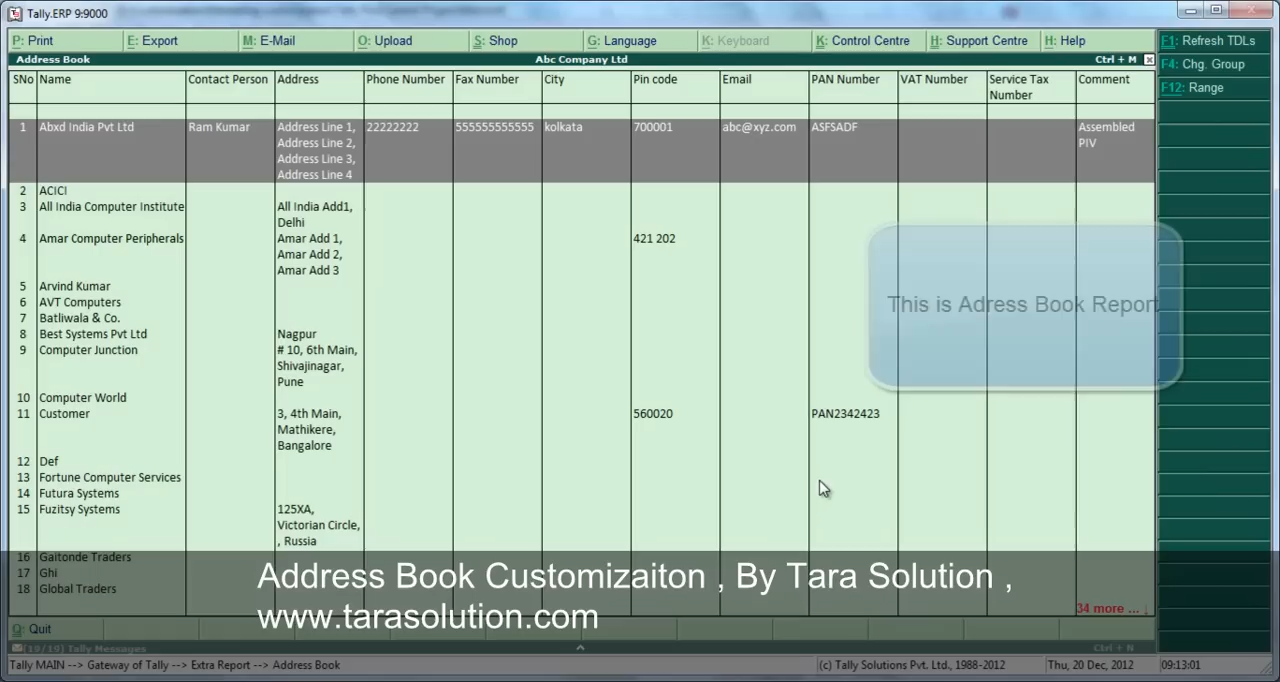 Tally.ERP 9:9000
P: Print E: Export M: E-Mail O: Upload S: Shop G: Language K: Keyboard K: Control Centre H: Support Centre H: Help F1: Refresh TDLs
Address Book Abc Company Ltd Ctrl + M
F4: Chg. Group
F12: Range
SNo Name Contact Person Address Phone Number Fax Number City Pin code Email PAN Number VAT Number Service Tax Comment
Number
1 Abxd India Pvt Ltd Ram Kumar Address Line 1, 22222222 555555555555 kolkata 700001 abc@xyz.com ASFSADF Assembled
Address Line 2, PIV
Address Line 3,
Address Line 4
2 ACICI
3 All India Computer Institute All India Add1,
Delhi
4 Amar Computer Peripherals Amar Add 1, 421 202
Amar Add 2,
Amar Add 3
5 Arvind Kumar
6 AVT Computers
7 Batliwala & Co.
8 Best Systems Pvt Ltd Nagpur
9 Computer Junction # 10, 6th Main,
Shivajinagar,
Pune
10 Computer World
11 Customer 3, 4th Main, 560020 PAN2342423
Mathikere,
Bangalore
12 Def
13 Fortune Computer Services
14 Futura Systems
15 Fuzitsy Systems 125XA,
Victorian Circle,
, Russia
16 Gaitonde Traders
17 Ghi
18 Global Traders
34 more ... ↓
This is Adress Book Report
Address Book Customizaiton , By Tara Solution ,
www.tarasolution.com
Q: Quit
[19/19] Tally Messages Ctrl + N
Tally MAIN --> Gateway of Tally --> Extra Report --> Address Book (c) Tally Solutions Pvt. Ltd., 1988-2012 Thu, 20 Dec, 2012 09:13:01